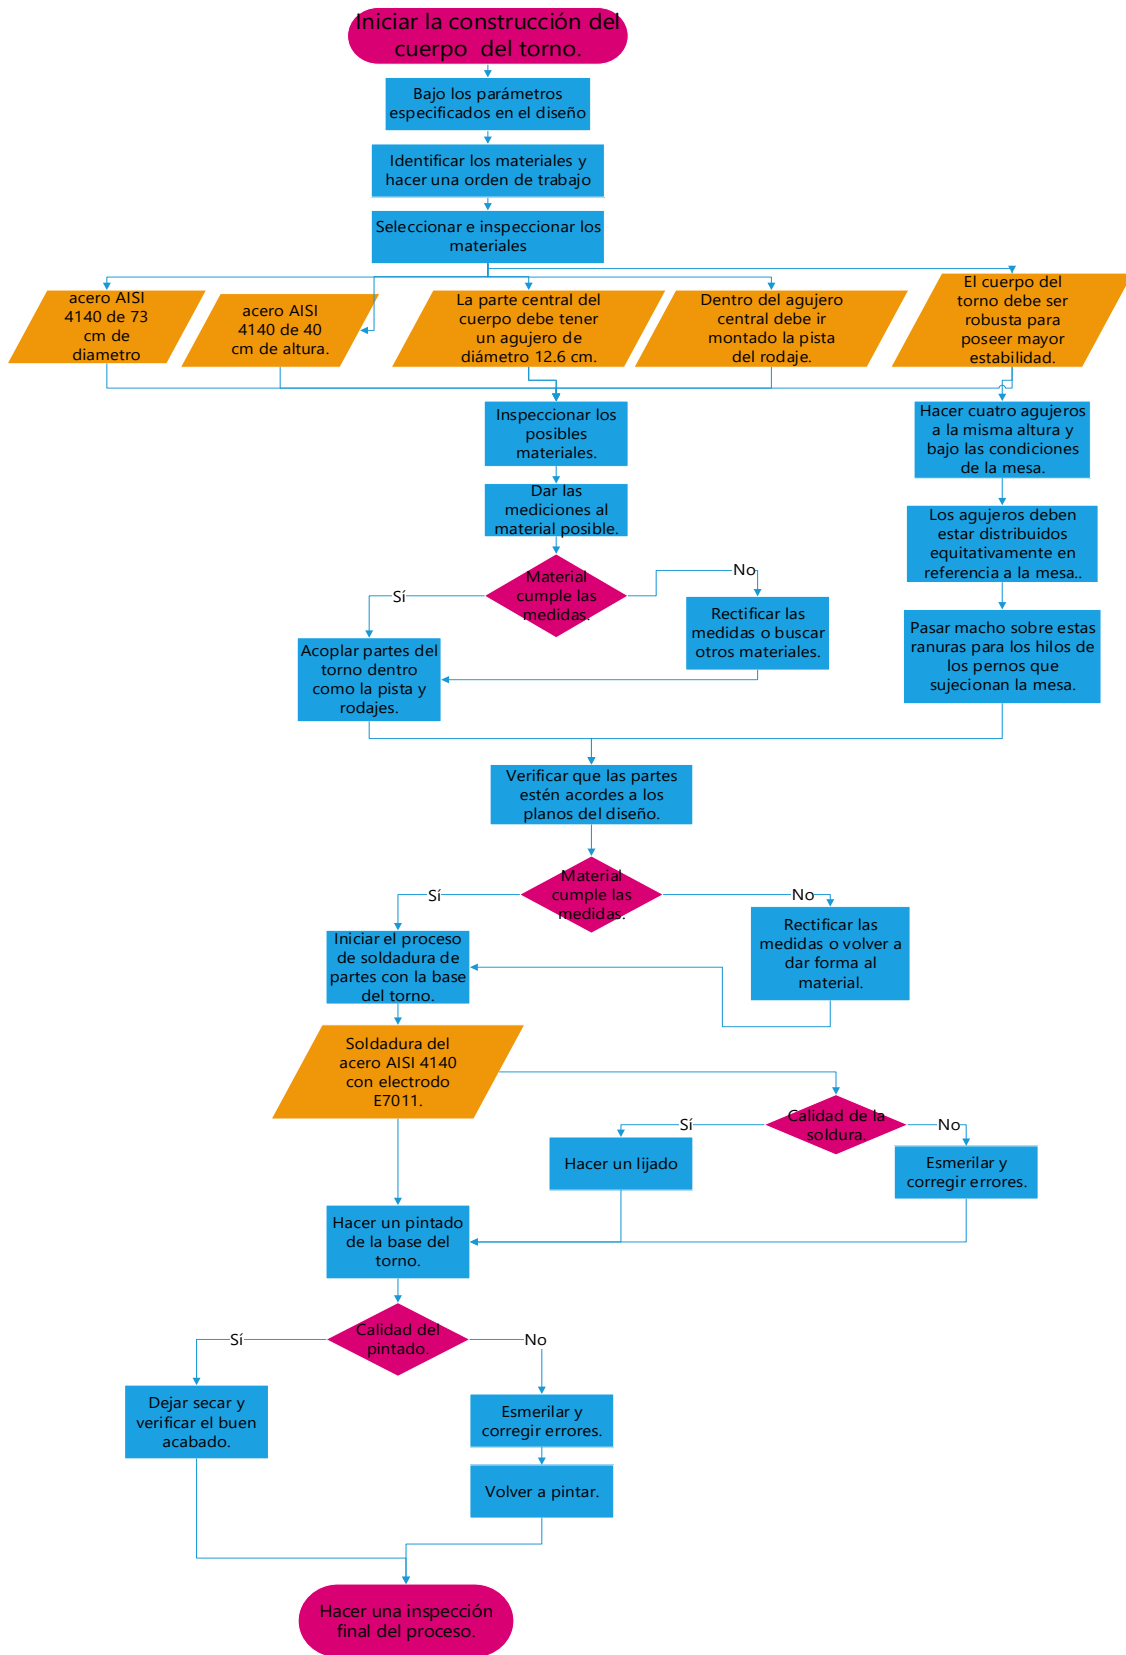 Iniciar la construcción del
cuerpo  del torno.
Bajo los parámetros
especificados en el diseño
Identificar los materiales y
hacer una orden de trabajo
Seleccionar e inspeccionar los
materiales
acero AISI
4140 de 73
cm de
diametro
acero AISI
4140 de 40
cm de altura.
La parte central del
cuerpo debe tener
un agujero de
diámetro 12.6 cm.
Dentro del agujero
central debe ir
montado la pista
del rodaje.
El cuerpo del
torno debe ser
robusta para
poseer mayor
estabilidad.
Inspeccionar los
posibles
materiales.
Hacer cuatro agujeros
a la misma altura y
bajo las condiciones
de la mesa.
Dar las
mediciones al
material posible.
Los agujeros deben
estar distribuidos
equitativamente en
referencia a la mesa..
Material
cumple las
medidas.
Sí
No
Rectificar las
medidas o buscar
otros materiales.
Pasar macho sobre estas
ranuras para los hilos de
los pernos que
sujecionan la mesa.
Acoplar partes del
torno dentro
como la pista y
rodajes.
Verificar que las partes
estén acordes a los
planos del diseño.
Material
cumple las
medidas.
Sí
No
Iniciar el proceso
de soldadura de
partes con la base
del torno.
Rectificar las
medidas o volver a
dar forma al
material.
Soldadura del
acero AISI 4140
con electrodo
E7011.
Calidad de la
soldura.
Sí
No
Hacer un lijado
Esmerilar y
corregir errores.
Hacer un pintado
de la base del
torno.
Calidad del
pintado.
Sí
No
Dejar secar y
verificar el buen
acabado.
Esmerilar y
corregir errores.
Volver a pintar.
Hacer una inspección
final del proceso.